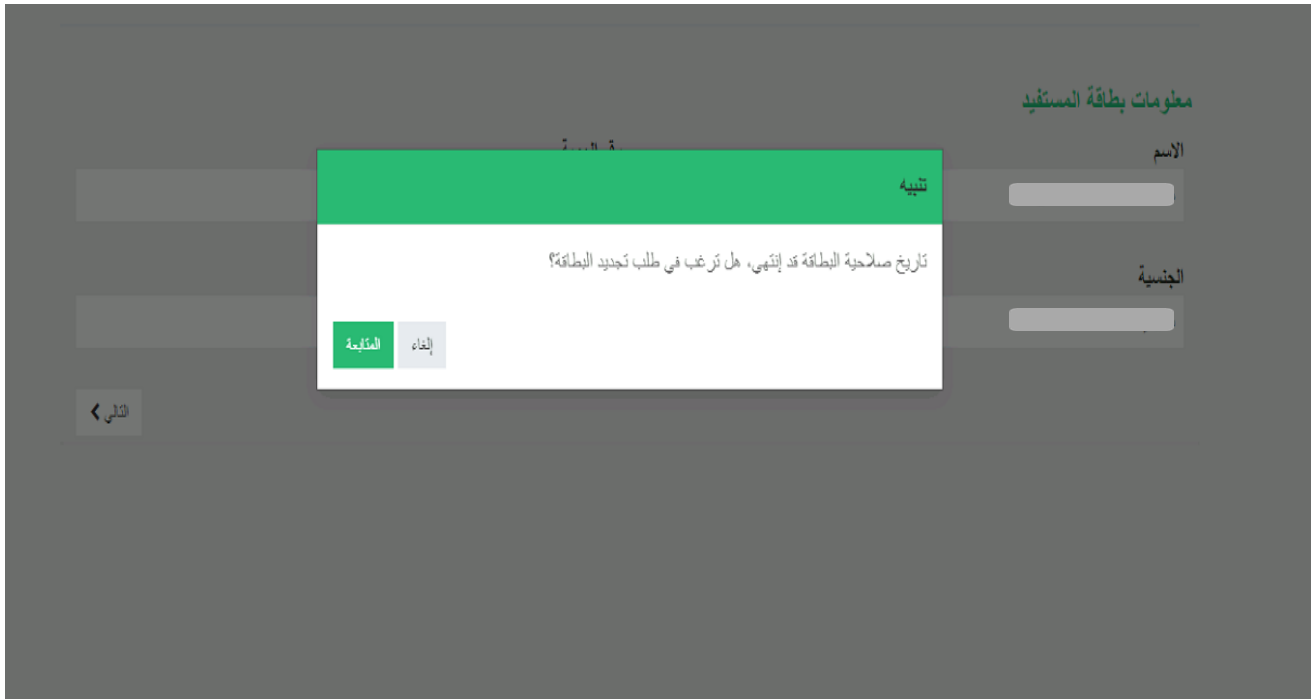 معلومات بطاقة المستفيد
الاسم
تنبيه
تاريخ صلاحية البطاقة قد إنتهي، هل ترغب في طلب تجديد البطاقة؟
الجنسية
إلغاء المتابعة
التالي